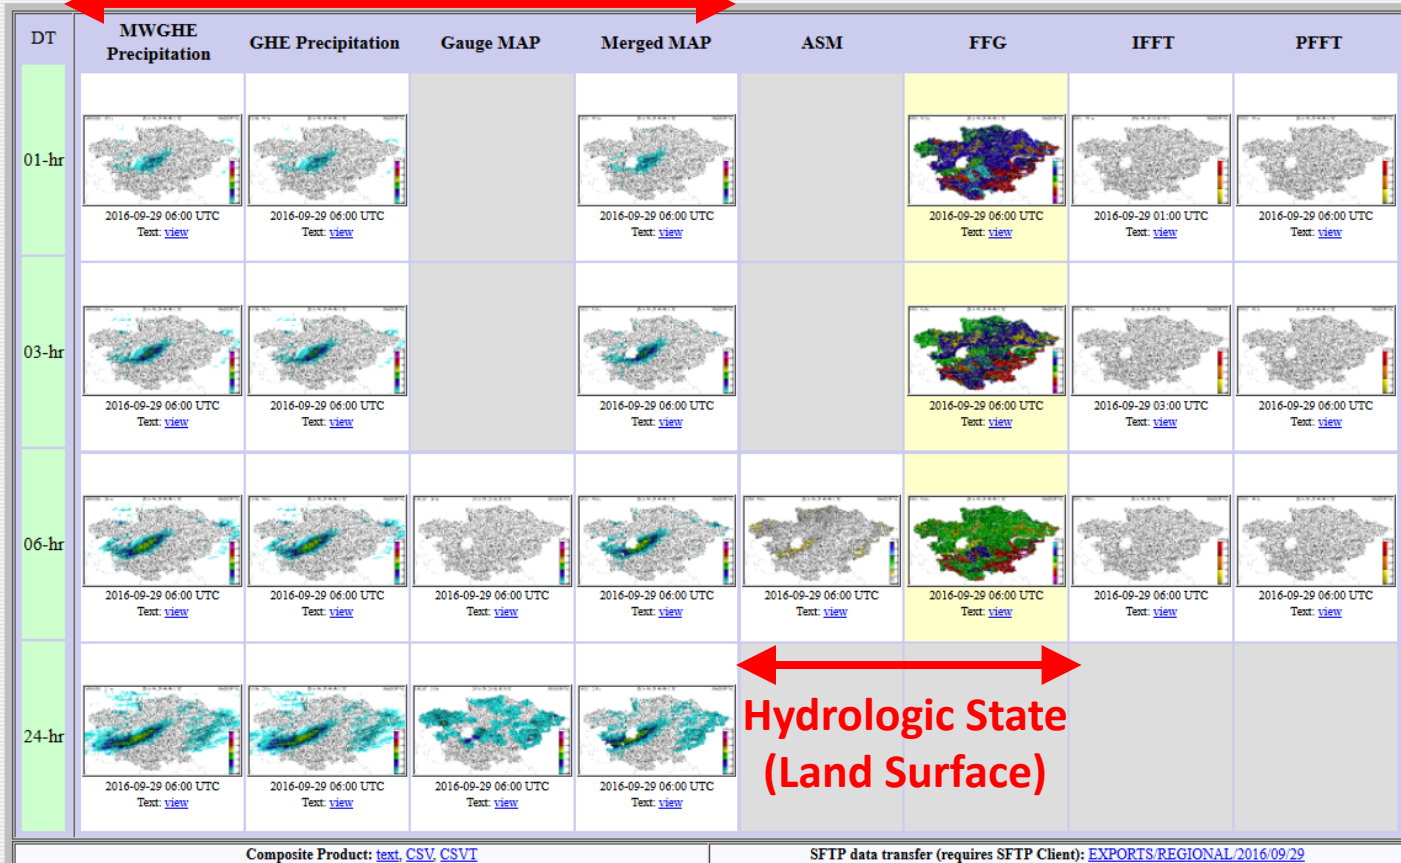 DT
MWGHE
Precipitation
GHE Precipitation
Gauge MAP
Merged MAP
ASM
FFG
IFFT
PFFT
01-hr
2016-09-29 06:00 UTC
Text: view
2016-09-29 06:00 UTC
Text: view
2016-09-29 06:00 UTC
Text: view
2016-09-29 06:00 UTC
Text: view
2016-09-29 01:00 UTC
Text: view
2016-09-29 06:00 UTC
Text: view
03-hr
2016-09-29 06:00 UTC
Text: view
2016-09-29 06:00 UTC
Text: view
2016-09-29 06:00 UTC
Text: view
2016-09-29 06:00 UTC
Text: view
2016-09-29 03:00 UTC
Text: view
2016-09-29 06:00 UTC
Text: view
06-hr
2016-09-29 06:00 UTC
Text: view
2016-09-29 06:00 UTC
Text: view
2016-09-29 06:00 UTC
Text: view
2016-09-29 06:00 UTC
Text: view
2016-09-29 06:00 UTC
Text: view
2016-09-29 06:00 UTC
Text: view
2016-09-29 06:00 UTC
Text: view
2016-09-29 06:00 UTC
Text: view
24-hr
2016-09-29 06:00 UTC
Text: view
2016-09-29 06:00 UTC
Text: view
2016-09-29 06:00 UTC
Text: view
2016-09-29 06:00 UTC
Text: view
Hydrologic State
(Land Surface)
Composite Product: text, CSV, CSVT
SFTP data transfer (requires SFTP Client): EXPORTS/REGIONAL/2016/09/29